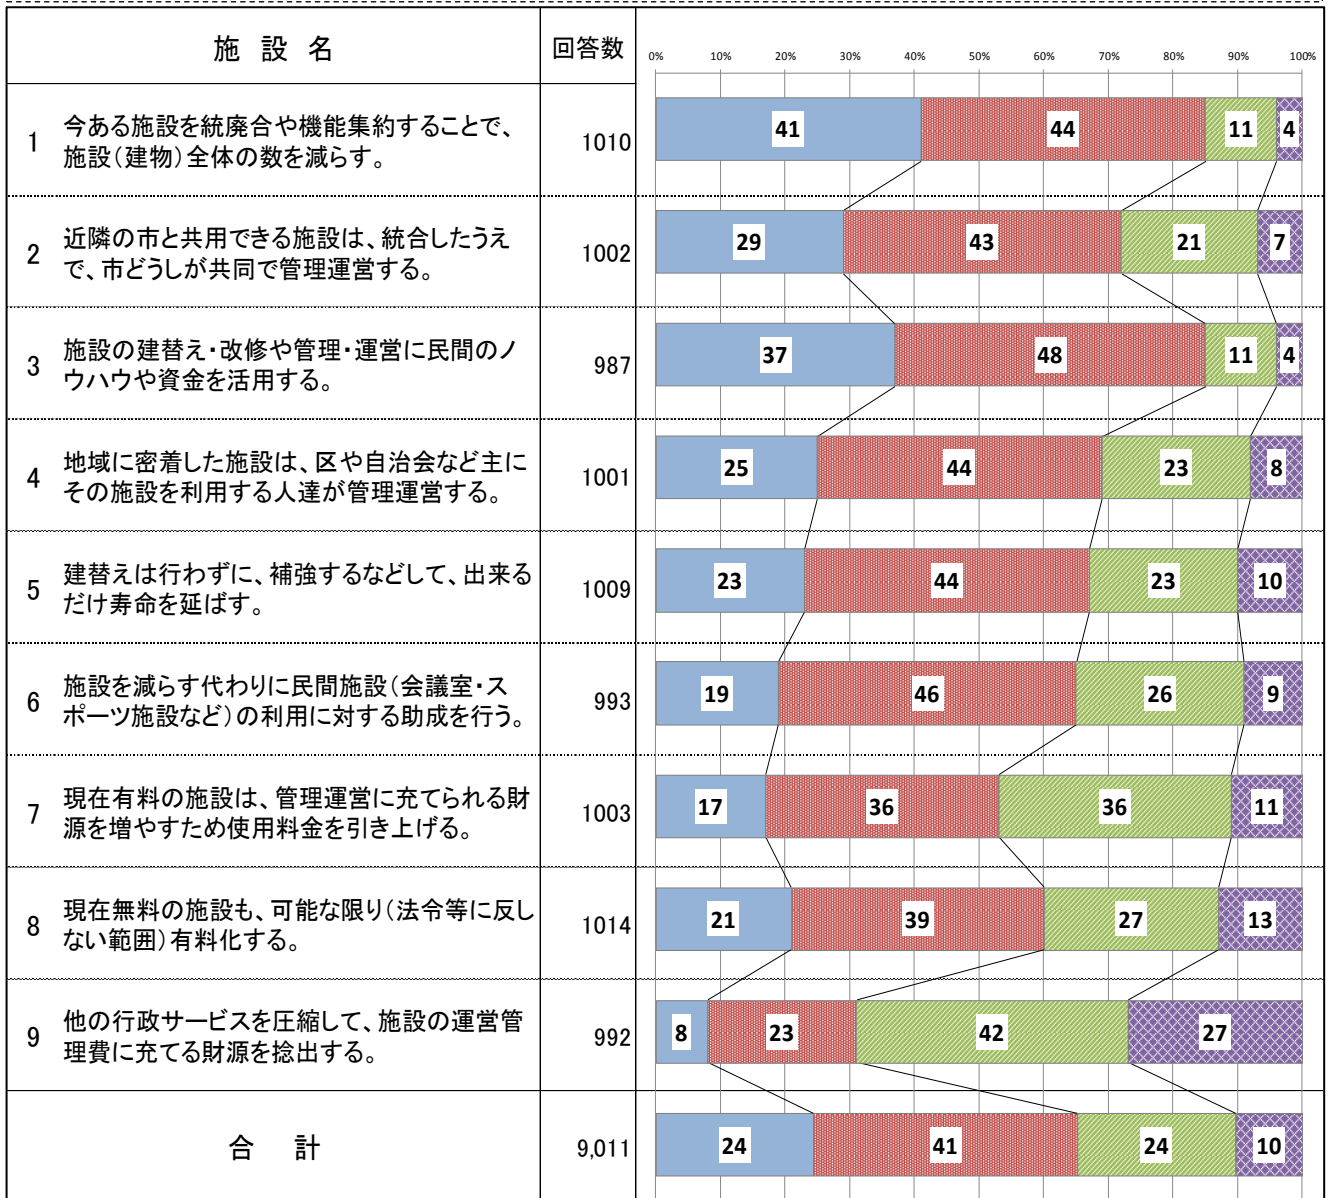 施 設 名 回答数 0% 10% 20% 30% 40% 50% 60% 70% 80% 90% 100%
1 今ある施設を統廃合や機能集約することで、
施設（建物）全体の数を減らす。
1010 41 44 11 4
2 近隣の市と共用できる施設は、統合したうえ
で、市どうしが共同で管理運営する。
1002 29 43 21 7
3 施設の建替え・改修や管理・運営に民間のノ
ウハウや資金を活用する。
987 37 48 11 4
4 地域に密着した施設は、区や自治会など主に
その施設を利用する人達が管理運営する。
1001 25 44 23 8
5 建替えは行わずに、補強するなどして、出来る
だけ寿命を延ばす。
1009 23 44 23 10
6 施設を減らす代わりに民間施設（会議室・ス
ポーツ施設など）の利用に対する助成を行う。
993 19 46 26 9
7 現在有料の施設は、管理運営に充てられる財
源を増やすため使用料金を引き上げる。
1003 17 36 36 11
8 現在無料の施設も、可能な限り（法令等に反し
ない範囲）有料化する。
1014 21 39 27 13
9 他の行政サービスを圧縮して、施設の運営管
理費に充てる財源を捻出する。
992 8 23 42 27
合 計 9,011 24 41 24 10